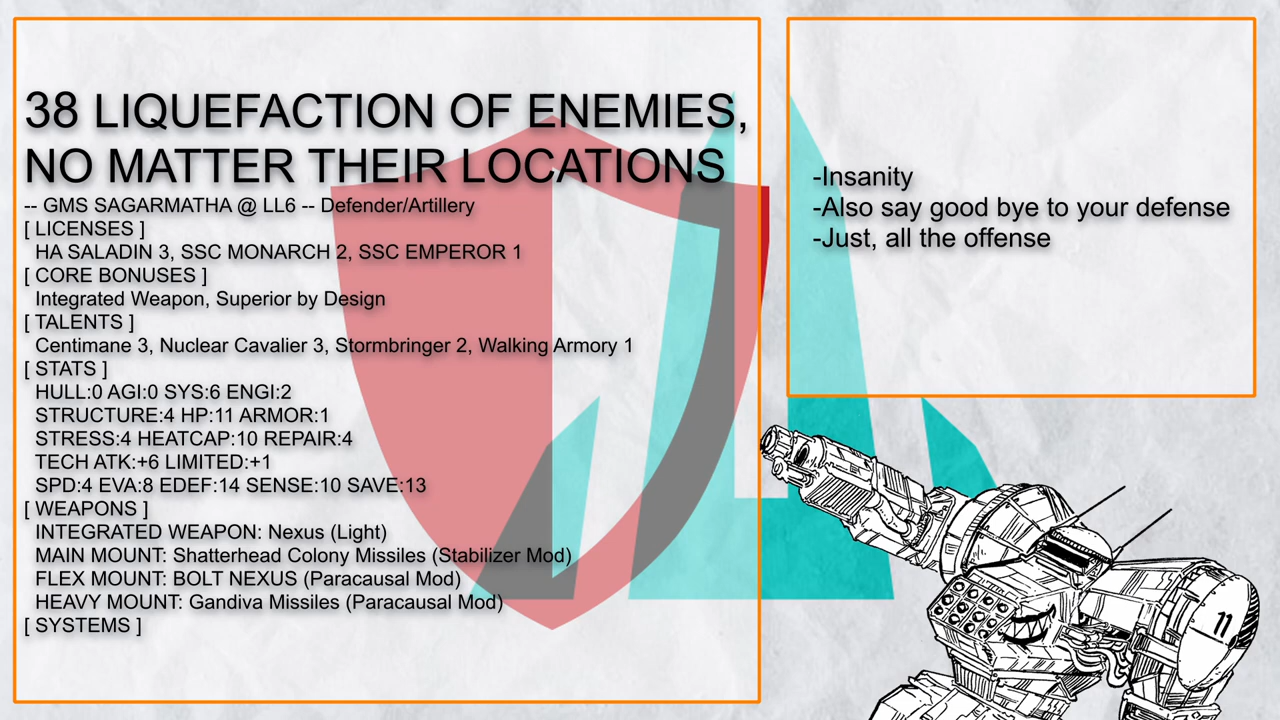 38 LIQUEFACTION OF ENEMIES,
NO MATTER THEIR LOCATIONS
-- GMS SAGARMATHA @ LL6 -- Defender/Artillery
[ LICENSES ]
HA SALADIN 3, SSC MONARCH 2, SSC EMPEROR 1
[ CORE BONUSES ]
Integrated Weapon, Superior by Design
[ TALENTS ]
Centimane 3, Nuclear Cavalier 3, Stormbringer 2, Walking Armory 1
[ STATS ]
HULL:0 AGI:0 SYS:6 ENGI:2
STRUCTURE:4 HP:11 ARMOR:1
STRESS:4 HEATCAP:10 REPAIR:4
TECH ATK:+6 LIMITED:+1
SPD:4 EVA:8 EDEF:14 SENSE:10 SAVE:13
[ WEAPONS ]
INTEGRATED WEAPON: Nexus (Light)
MAIN MOUNT: Shatterhead Colony Missiles (Stabilizer Mod)
FLEX MOUNT: BOLT NEXUS (Paracausal Mod)
HEAVY MOUNT: Gandiva Missiles (Paracausal Mod)
[ SYSTEMS ]
-Insanity
-Also say good bye to your defense
-Just, all the offense
11